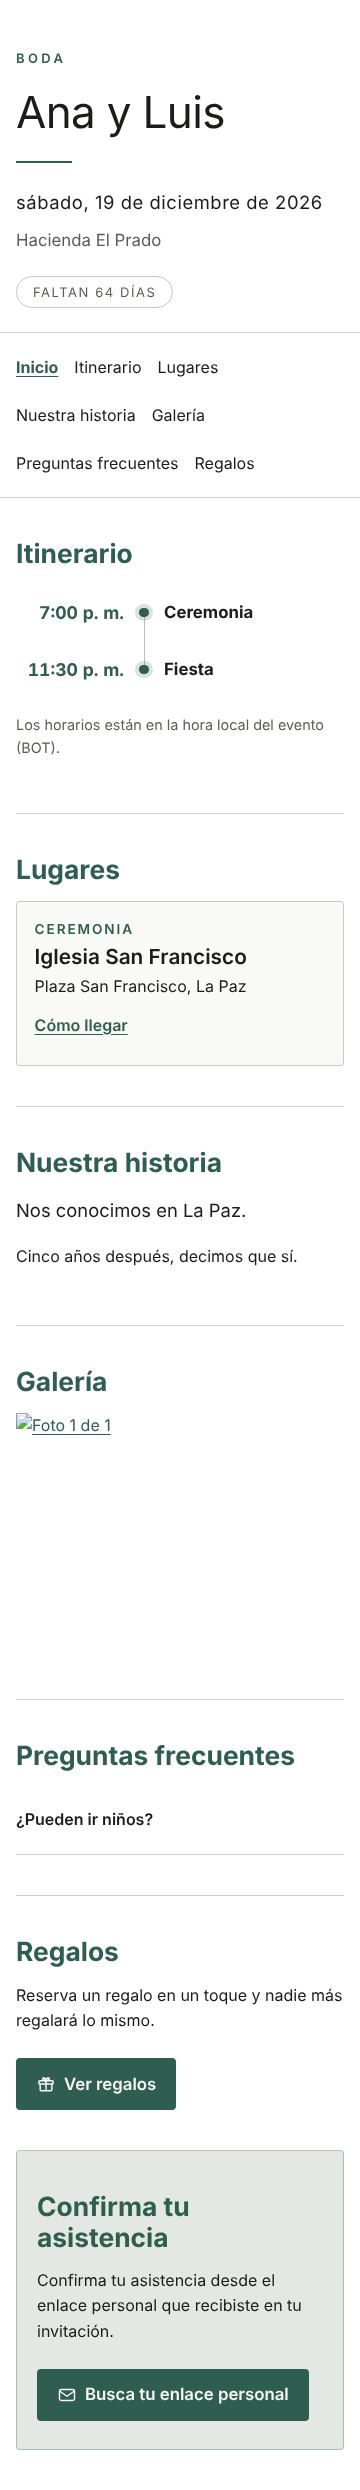 BODA
Ana y Luis
sábado, 19 de diciembre de 2026
Hacienda El Prado
FALTAN 64 DÍAS
Inicio Itinerario Lugares
Nuestra historia Galería
Preguntas frecuentes Regalos
Itinerario
7:00 p. m. Ceremonia
11:30 p. m. Fiesta
Los horarios están en la hora local del evento
(BOT).
Lugares
CEREMONIA
Iglesia San Francisco
Plaza San Francisco, La Paz
Cómo llegar
Nuestra historia
Nos conocimos en La Paz.
Cinco años después, decimos que sí.
Galería
Foto 1 de 1
Preguntas frecuentes
¿Pueden ir niños?
Regalos
Reserva un regalo en un toque y nadie más
regalará lo mismo.
Ver regalos
Confirma tu
asistencia
Confirma tu asistencia desde el
enlace personal que recibiste en tu
invitación.
Busca tu enlace personal